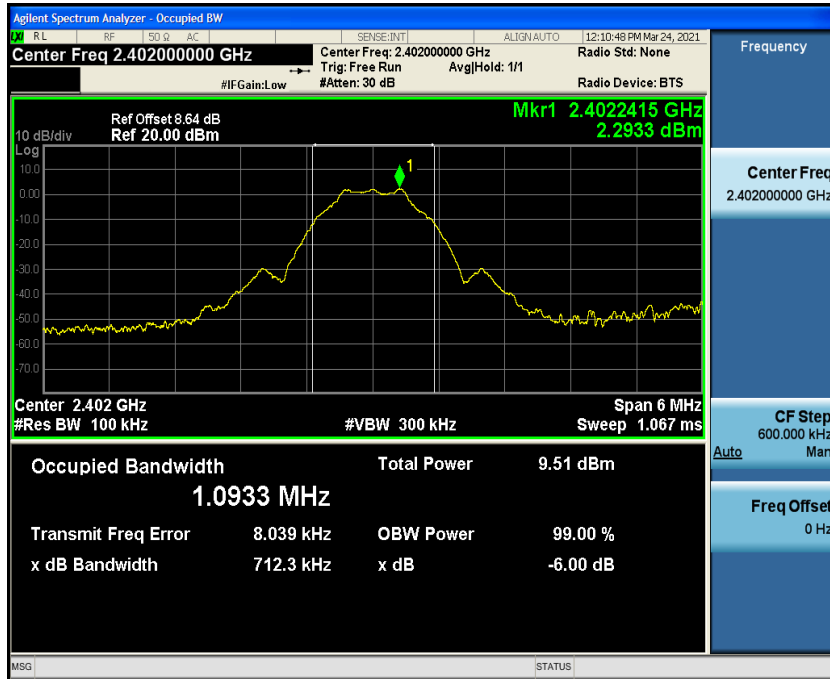 Agilent Spectrum Analyzer - Occupied BW
LXI RL RF 50 Ω AC SENSE:INT ALIGN AUTO 12:10:48 PM Mar 24, 2021
Center Freq 2.402000000 GHz
Center Freq: 2.402000000 GHz
Radio Std: None
Trig: Free Run Avg|Hold: 1/1
#IFGain:Low
#Atten: 30 dB
Radio Device: BTS
Frequency
Mkr1 2.4022415 GHz
2.2933 dBm
Ref Offset 8.64 dB
10 dB/div Ref 20.00 dBm
Log
1
10.0
0.00
-10.0
-20.0
-30.0
-40.0
-50.0
-60.0
-70.0
Center 2.402 GHz Span 6 MHz
#Res BW 100 kHz #VBW 300 kHz Sweep 1.067 ms
Occupied Bandwidth Total Power 9.51 dBm
1.0933 MHz
Transmit Freq Error 8.039 kHz OBW Power 99.00 %
x dB Bandwidth 712.3 kHz x dB -6.00 dB
Center Freq
2.402000000 GHz
CF Step
600.000 kHz
Auto Man
Freq Offset
0 Hz
MSG STATUS